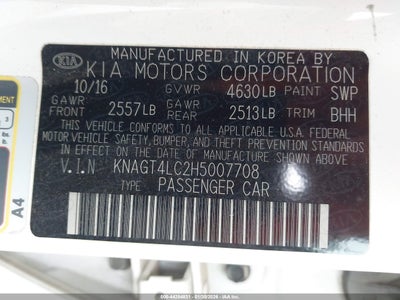 MANUFACTURED IN KOREA BY
KIA KIA MOTORS CORPORATION
10/16 GVWR 4630LB PAINT SWP
GAWR FRONT 2557LB GAWR REAR 2513LB TRIM BHH
THIS VEHICLE CONFORMS TO ALL APPLICABLE U.S.A. FEDERAL
MOTOR VEHICLE SAFETY, BUMPER, AND THEFT PREVENTION STANDARDS
IN EFFECT ON THE DATE OF MANUFACTURE SHOWN ABOVE.
V.I.N KNAGT4LC2H5007708
TYPE: PASSENGER CAR
A4